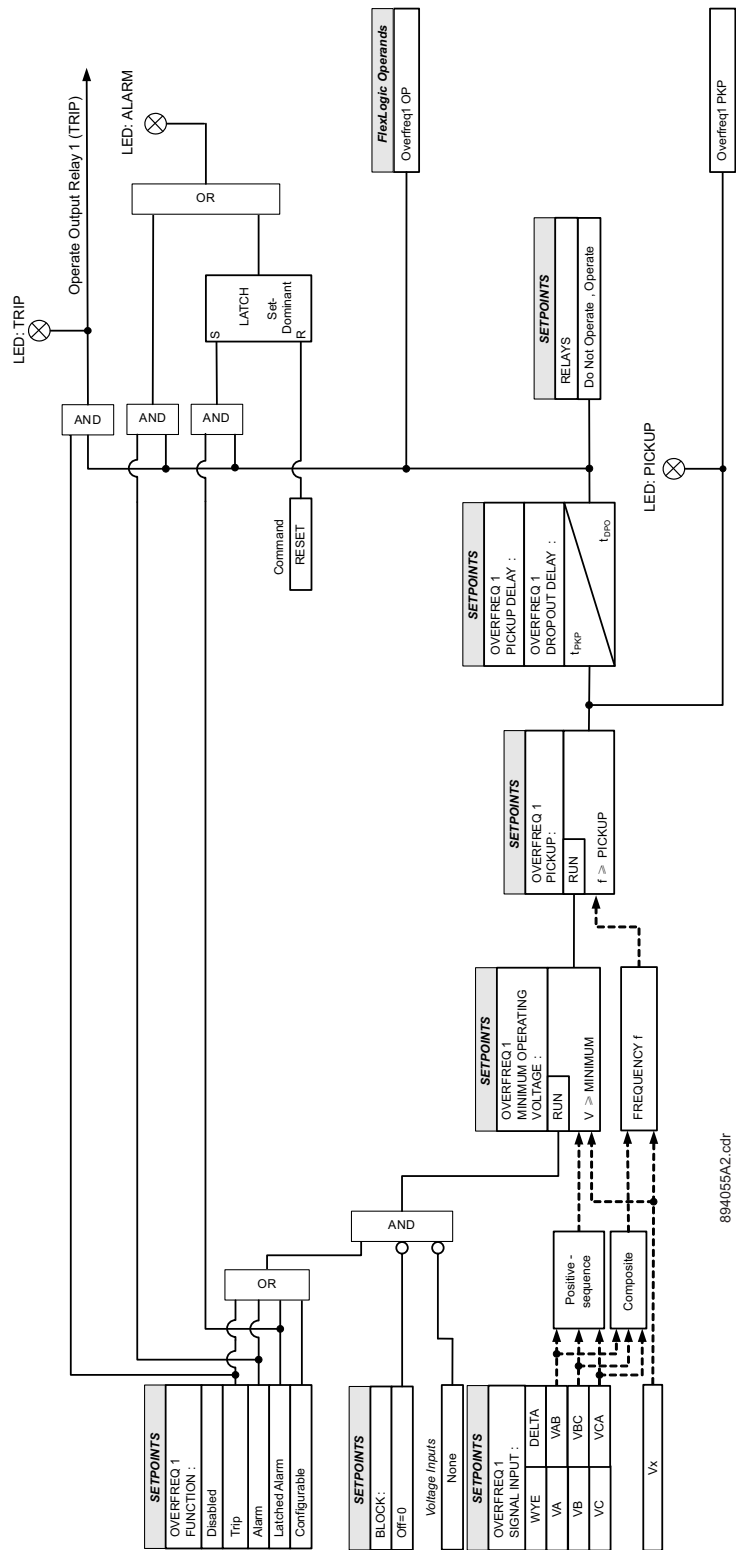 SETPOINTS
OVERFREQ 1
FUNCTION :
Disabled
Trip
Alarm
Latched Alarm
Configurable
SETPOINTS
BLOCK :
Off=0
Voltage Inputs
None
SETPOINTS
OVERFREQ 1
SIGNAL INPUT :
WYE DELTA
VA VAB
VB VBC
VC VCA
Vx
OR
AND
Positive -
sequence
Composite
SETPOINTS
OVERFREQ 1
MINIMUM OPERATING
VOLTAGE :
RUN
V ⩾ MINIMUM
FREQUENCY f
SETPOINTS
OVERFREQ 1
PICKUP :
RUN
f ⩾ PICKUP
SETPOINTS
OVERFREQ 1
PICKUP DELAY :
OVERFREQ 1
DROPOUT DELAY :
tPKP
tDPO
LED: PICKUP
Command
RESET
AND
AND
AND
LED: TRIP
Operate Output Relay 1 (TRIP)
S
LATCH
Set-
Dominant
R
OR
LED: ALARM
SETPOINTS
RELAYS
Do Not Operate , Operate
FlexLogic Operands
Overfreq1 OP
Overfreq1 PKP
894055A2.cdr